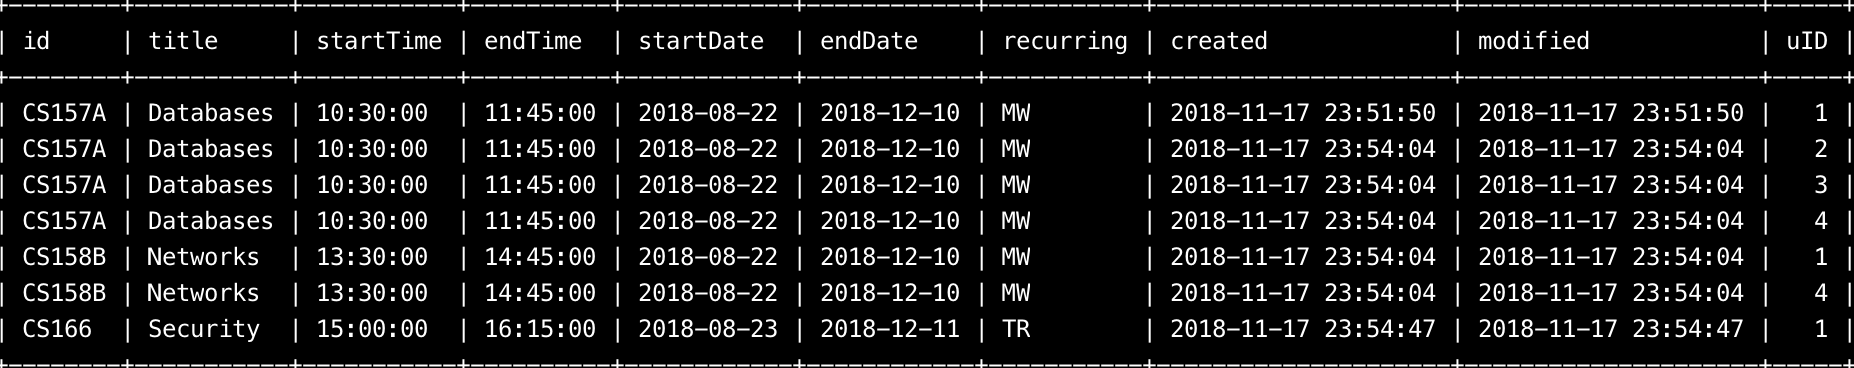 | id | title | startTime | endTime | startDate | endDate | recurring | created | modified | uID |
| CS157A | Databases | 10:30:00 | 11:45:00 | 2018-08-22 | 2018-12-10 | MW | 2018-11-17 23:51:50 | 2018-11-17 23:51:50 | 1 |
| CS157A | Databases | 10:30:00 | 11:45:00 | 2018-08-22 | 2018-12-10 | MW | 2018-11-17 23:54:04 | 2018-11-17 23:54:04 | 2 |
| CS157A | Databases | 10:30:00 | 11:45:00 | 2018-08-22 | 2018-12-10 | MW | 2018-11-17 23:54:04 | 2018-11-17 23:54:04 | 3 |
| CS157A | Databases | 10:30:00 | 11:45:00 | 2018-08-22 | 2018-12-10 | MW | 2018-11-17 23:54:04 | 2018-11-17 23:54:04 | 4 |
| CS158B | Networks | 13:30:00 | 14:45:00 | 2018-08-22 | 2018-12-10 | MW | 2018-11-17 23:54:04 | 2018-11-17 23:54:04 | 1 |
| CS158B | Networks | 13:30:00 | 14:45:00 | 2018-08-22 | 2018-12-10 | MW | 2018-11-17 23:54:04 | 2018-11-17 23:54:04 | 4 |
| CS166 | Security | 15:00:00 | 16:15:00 | 2018-08-23 | 2018-12-11 | TR | 2018-11-17 23:54:47 | 2018-11-17 23:54:47 | 1 |